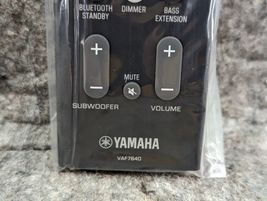 BLUETOOTH DIMMER BASS
STANDBY EXTENSION
+ +
MUTE
− −
SUBWOOFER VOLUME
YAMAHA
VAF7640